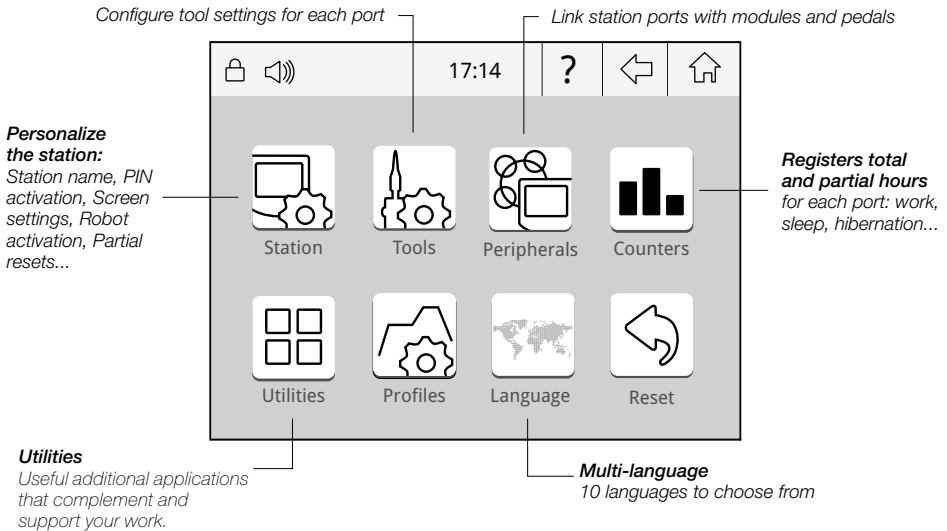 Configure tool settings for each port
Link station ports with modules and pedals
17:14
?
Personalize
the station:
Station name, PIN
activation, Screen
settings, Robot
activation, Partial
resets...
Registers total
and partial hours
for each port: work,
sleep, hibernation...
Station
Tools
Peripherals
Counters
Utilities
Profiles
Language
Reset
Utilities
Useful additional applications
that complement and
support your work.
Multi-language
10 languages to choose from